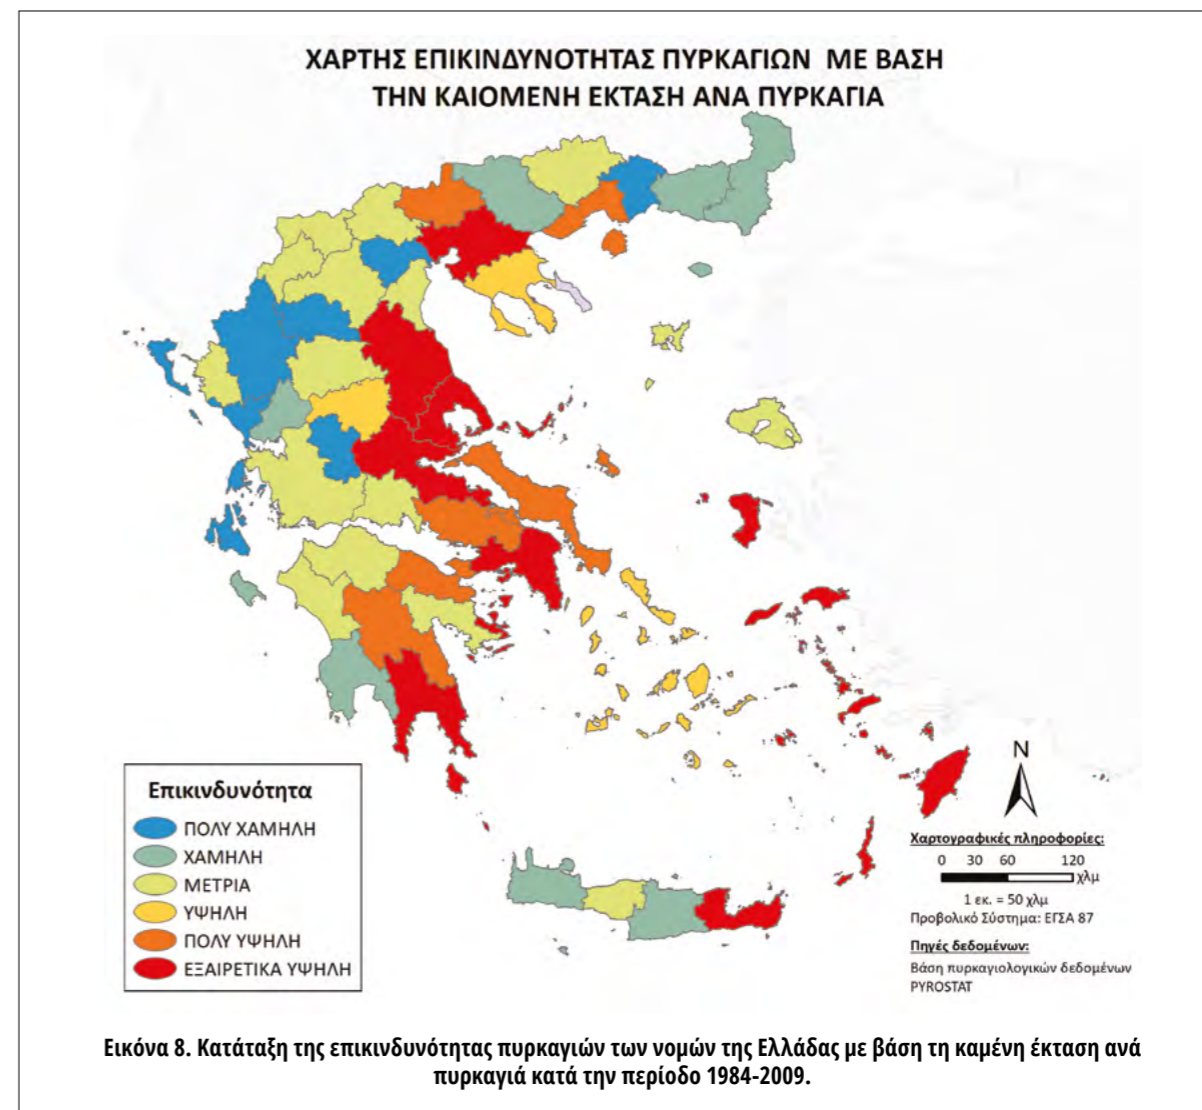 ΧΑΡΤΗΣ ΕΠΙΚΙΝΔΥΝΟΤΗΤΑΣ ΠΥΡΚΑΓΙΩΝ ΜΕ ΒΑΣΗ
ΤΗΝ ΚΑΙΟΜΕΝΗ ΕΚΤΑΣΗ ΑΝΑ ΠΥΡΚΑΓΙΑ
Επικινδυνότητα
ΠΟΛΥ ΧΑΜΗΛΗ
ΧΑΜΗΛΗ
ΜΕΤΡΙΑ
ΥΨΗΛΗ
ΠΟΛΥ ΥΨΗΛΗ
ΕΞΑΙΡΕΤΙΚΑ ΥΨΗΛΗ
N
Χαρτογραφικές πληροφορίες:
0 30 60 120
χλμ
1 εκ. = 50 χλμ
Προβολικό Σύστημα: ΕΓΣΑ 87
Πηγές δεδομένων:
Βάση πυρκαγιολογικών δεδομένων
PYROSTAT
Εικόνα 8. Κατάταξη της επικινδυνότητας πυρκαγιών των νομών της Ελλάδας με βάση τη καμένη έκταση ανά
πυρκαγιά κατά την περίοδο 1984-2009.